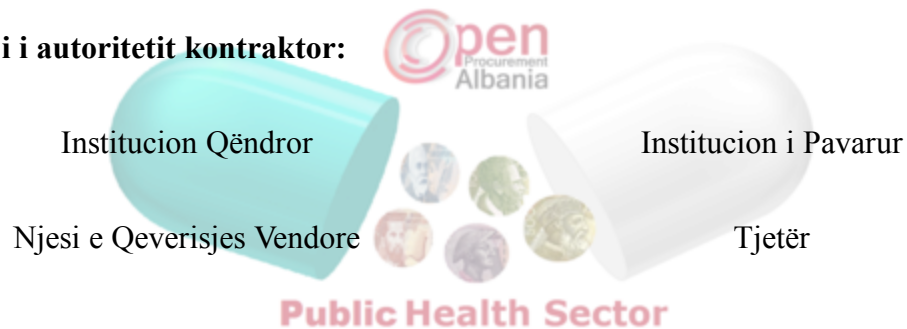 i i autoritetit kontraktor:
Open
Procurement
Albania
Institucion Qëndror
Institucion i Pavarur
Njesi e Qeverisjes Vendore
Tjetër
Public Health Sector